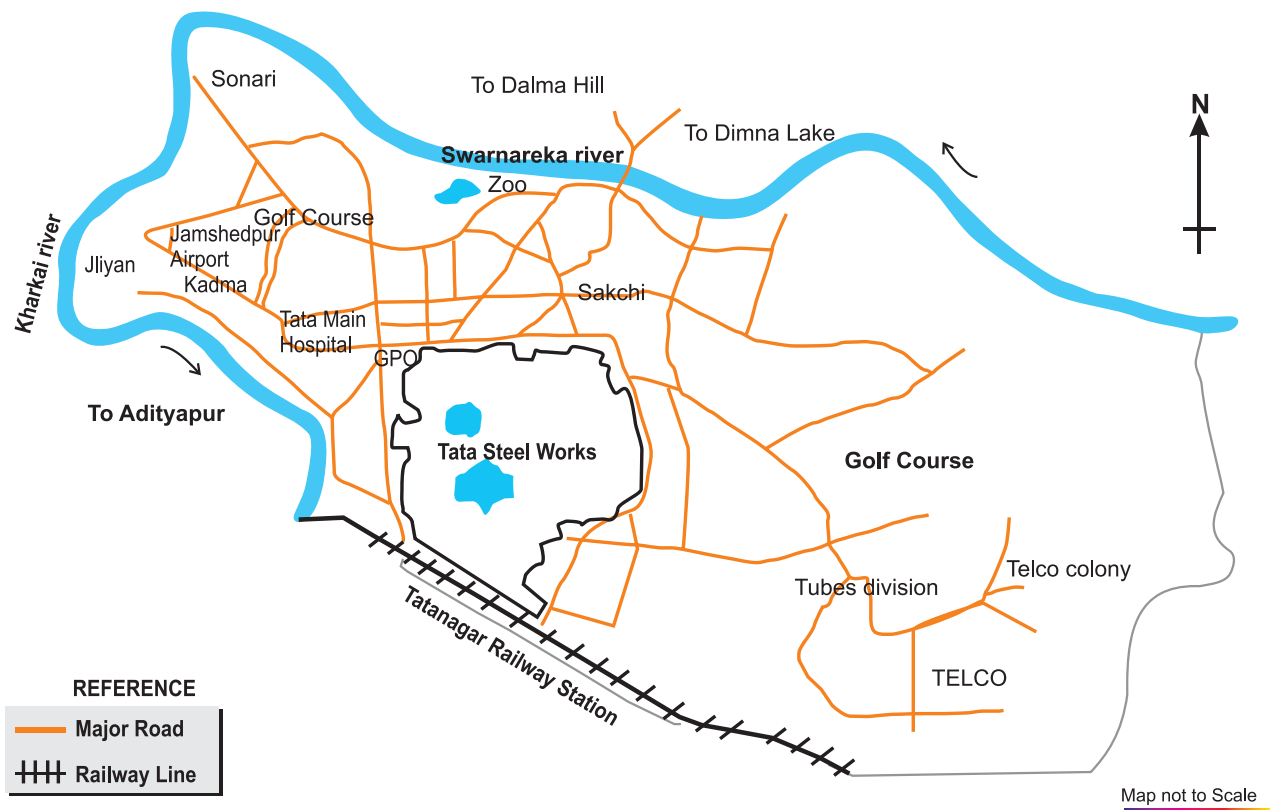 Sonari
To Dalma Hill
N
To Dimna Lake
Swarnareka river
Zoo
Golf Course
Jamshedpur
Airport
Kadma
Jliyan
Kharkai river
Sakchi
Tata Main
Hospital
GPO
To Adityapur
Tata Steel Works
Golf Course
Telco colony
Tubes division
TELCO
Tatanagar Railway Station
REFERENCE
Major Road
Railway Line
Map not to Scale